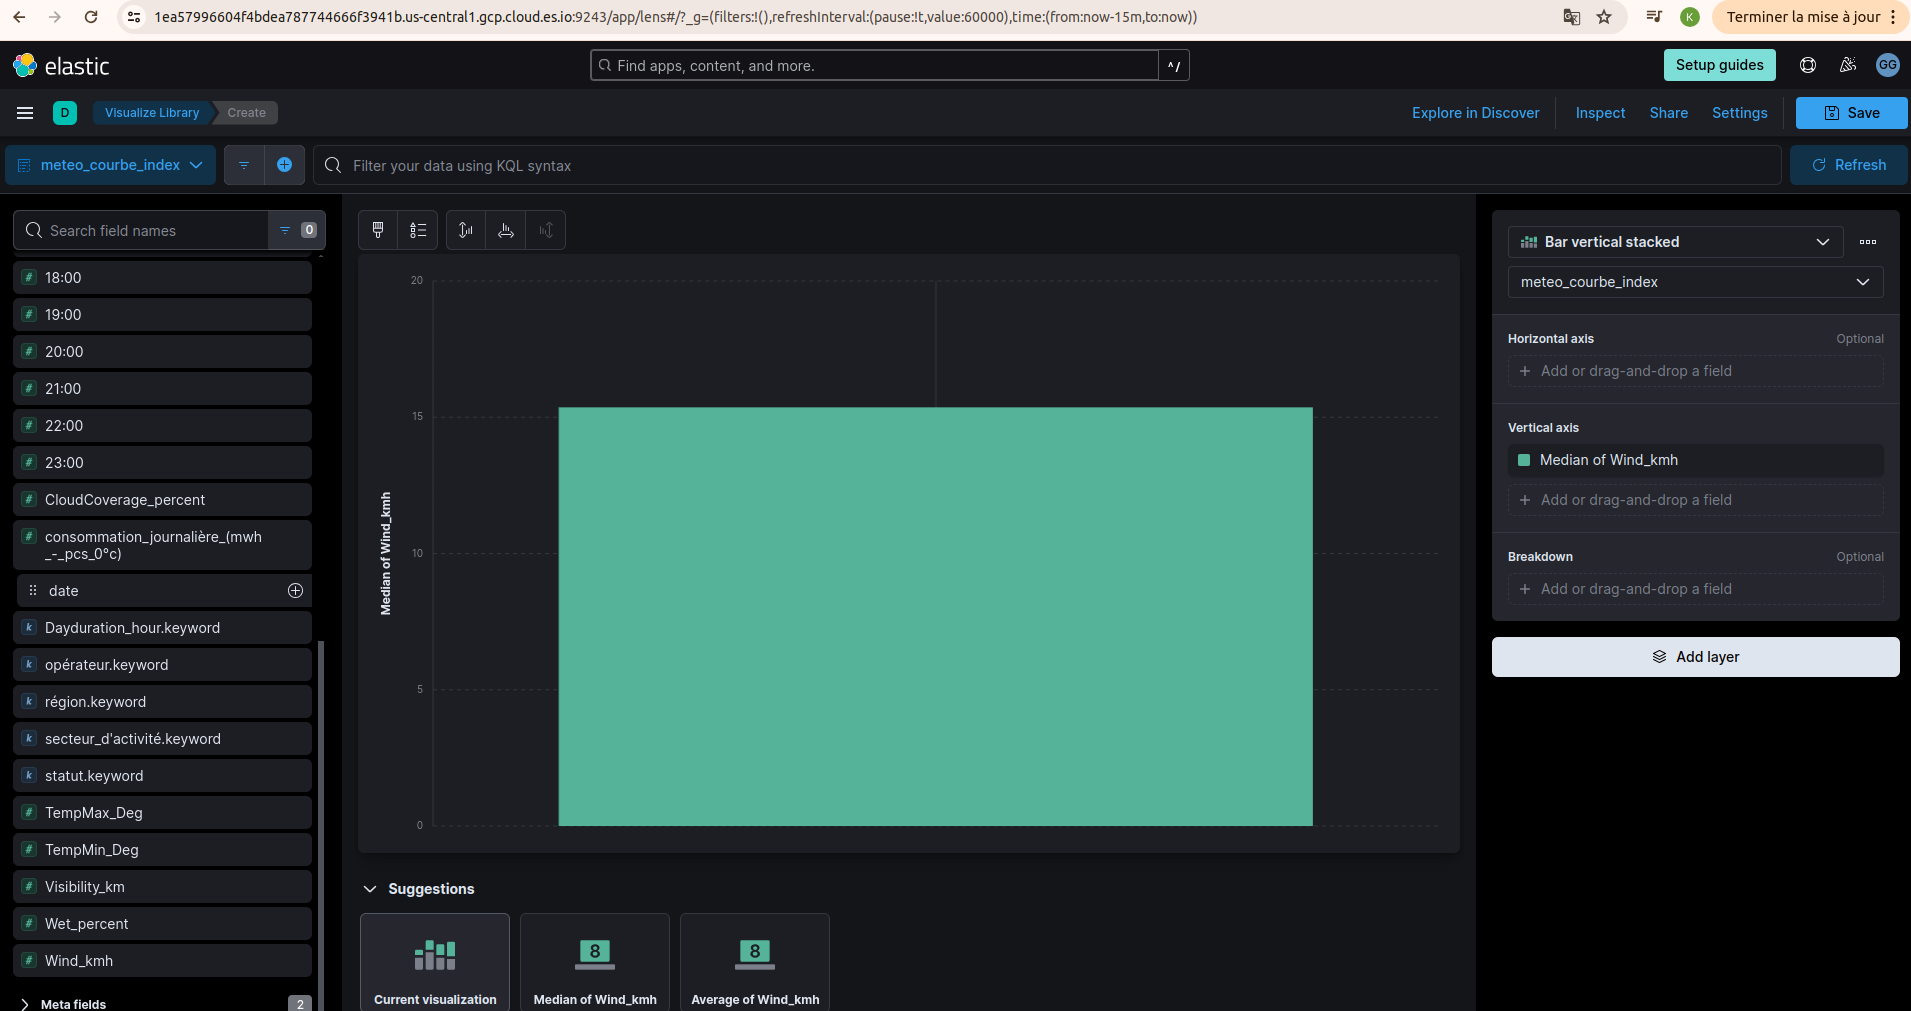 1ea57996604f4bdea787744666f3941b.us-central1.gcp.cloud.es.io:9243/app/lens#/?_g=(filters:!(),refreshInterval:(pause:!t,value:60000),time:(from:now-15m,to:now))
K
Terminer la mise à jour
elastic
Find apps, content, and more.
^/
Setup guides
GG
D
Visualize Library
Create
Explore in Discover
Inspect
Share
Settings
Save
meteo_courbe_index
Filter your data using KQL syntax
Refresh
Search field names
0
# 18:00
# 19:00
# 20:00
# 21:00
# 22:00
# 23:00
# CloudCoverage_percent
# consommation_journalière_(mwh
_-_pcs_0°c)
date
k Dayduration_hour.keyword
k opérateur.keyword
k région.keyword
k secteur_d'activité.keyword
k statut.keyword
# TempMax_Deg
# TempMin_Deg
# Visibility_km
# Wet_percent
# Wind_kmh
Meta fields
2
20
15
10
5
0
Median of Wind_kmh
Suggestions
Current visualization
8
Median of Wind_kmh
8
Average of Wind_kmh
Bar vertical stacked
meteo_courbe_index
Horizontal axis
Optional
+ Add or drag-and-drop a field
Vertical axis
Median of Wind_kmh
+ Add or drag-and-drop a field
Breakdown
Optional
+ Add or drag-and-drop a field
Add layer